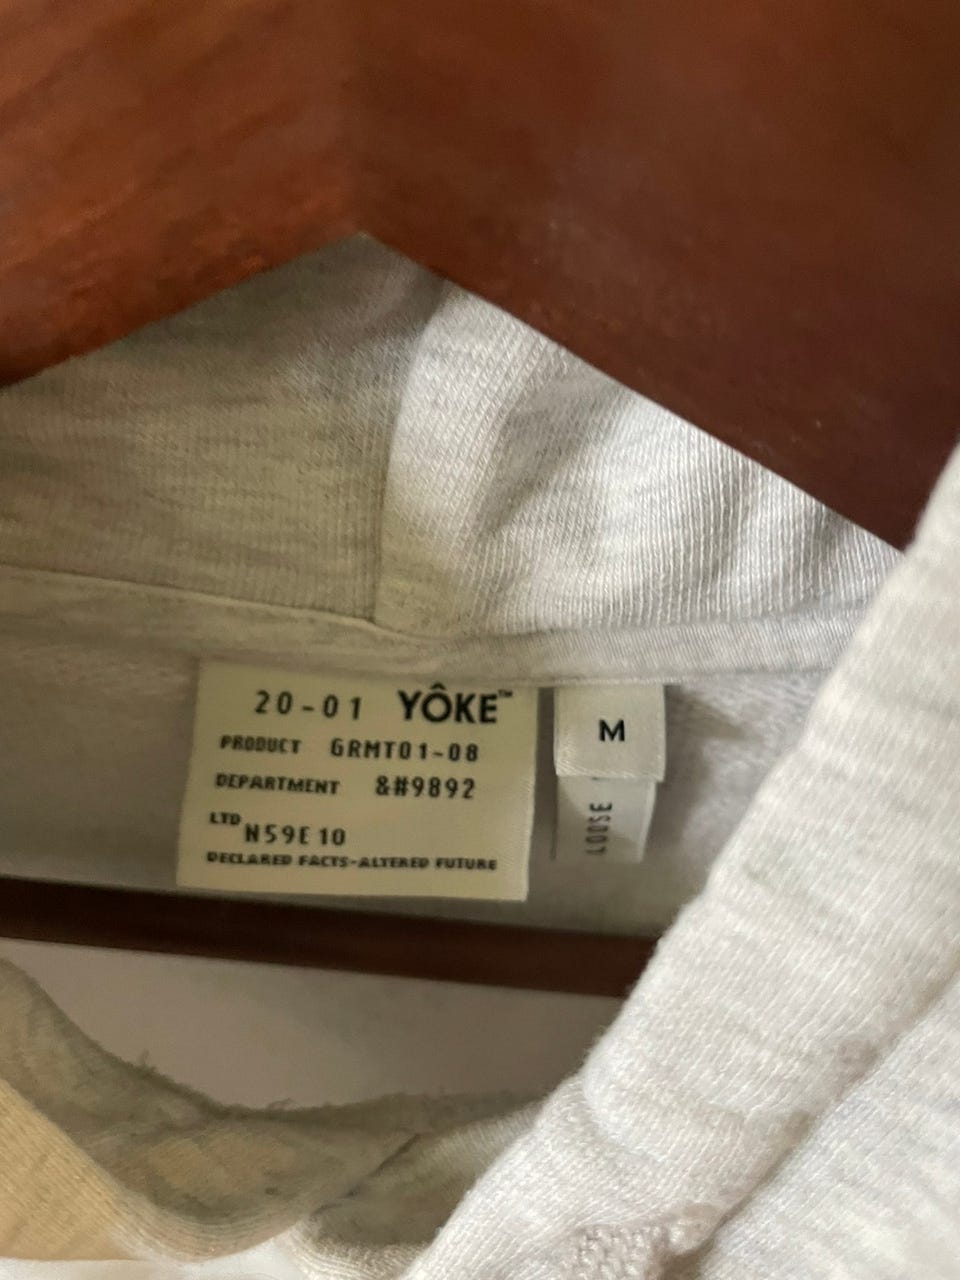 20-01 YÔKE™
PRODUCT GRMT01-08
DEPARTMENT &#9892
LTD N59E10
DECLARED FACTS-ALTERED FUTURE
M
LOOSE